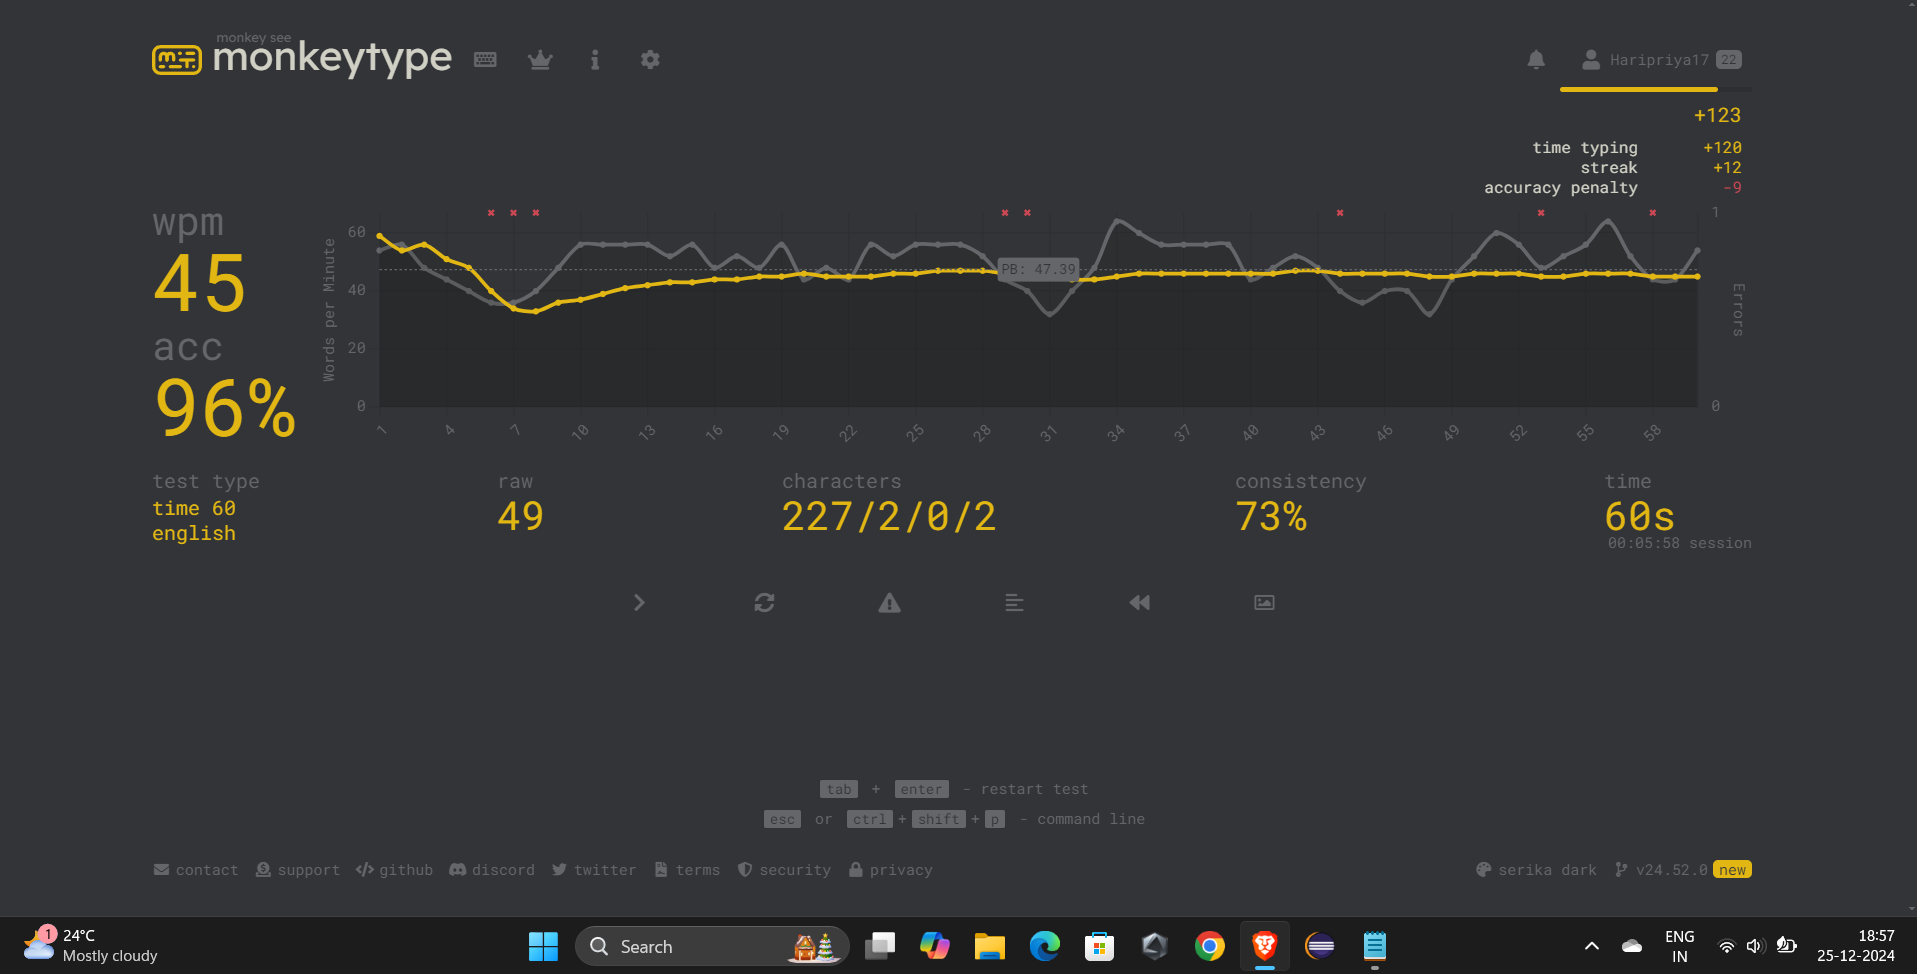 monkey see
monkeytype
Haripriya17 22
+123
time typing +120
streak +12
accuracy penalty -9
wpm
45
acc
96%
Words per Minute
60
40
20
0
PB: 47.39
1
0
Errors
1 4 7 10 13 16 19 22 25 28 31 34 37 40 43 46 49 52 55 58
test type
time 60
english
raw
49
characters
227/2/0/2
consistency
73%
time
60s
00:05:58 session
tab + enter - restart test
esc or ctrl + shift + p - command line
contact support github discord twitter terms security privacy
serika dark v24.52.0 new
1
24°C
Mostly cloudy
Search
ENG
IN
18:57
25-12-2024